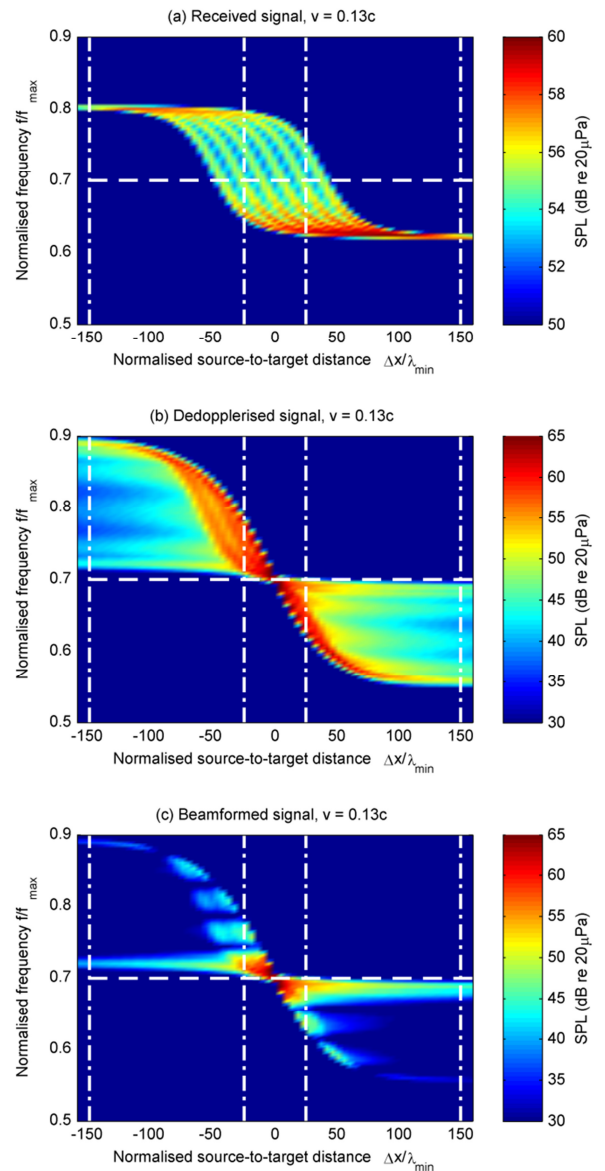 (a) Received signal, v = 0.13c
Normalised frequency f/f max
0.9
0.8
0.7
0.6
0.5
-150 -100 -50 0 50 100 150
Normalised source-to-target distance Δx/λmin
60
58
56
54
52
50
SPL (dB re 20μPa)
(b) Dedopplerised signal, v = 0.13c
Normalised frequency f/f max
0.9
0.8
0.7
0.6
0.5
-150 -100 -50 0 50 100 150
Normalised source-to-target distance Δx/λmin
65
60
55
50
45
40
35
30
SPL (dB re 20μPa)
(c) Beamformed signal, v = 0.13c
Normalised frequency f/f max
0.9
0.8
0.7
0.6
0.5
-150 -100 -50 0 50 100 150
Normalised source-to-target distance Δx/λmin
65
60
55
50
45
40
35
30
SPL (dB re 20μPa)